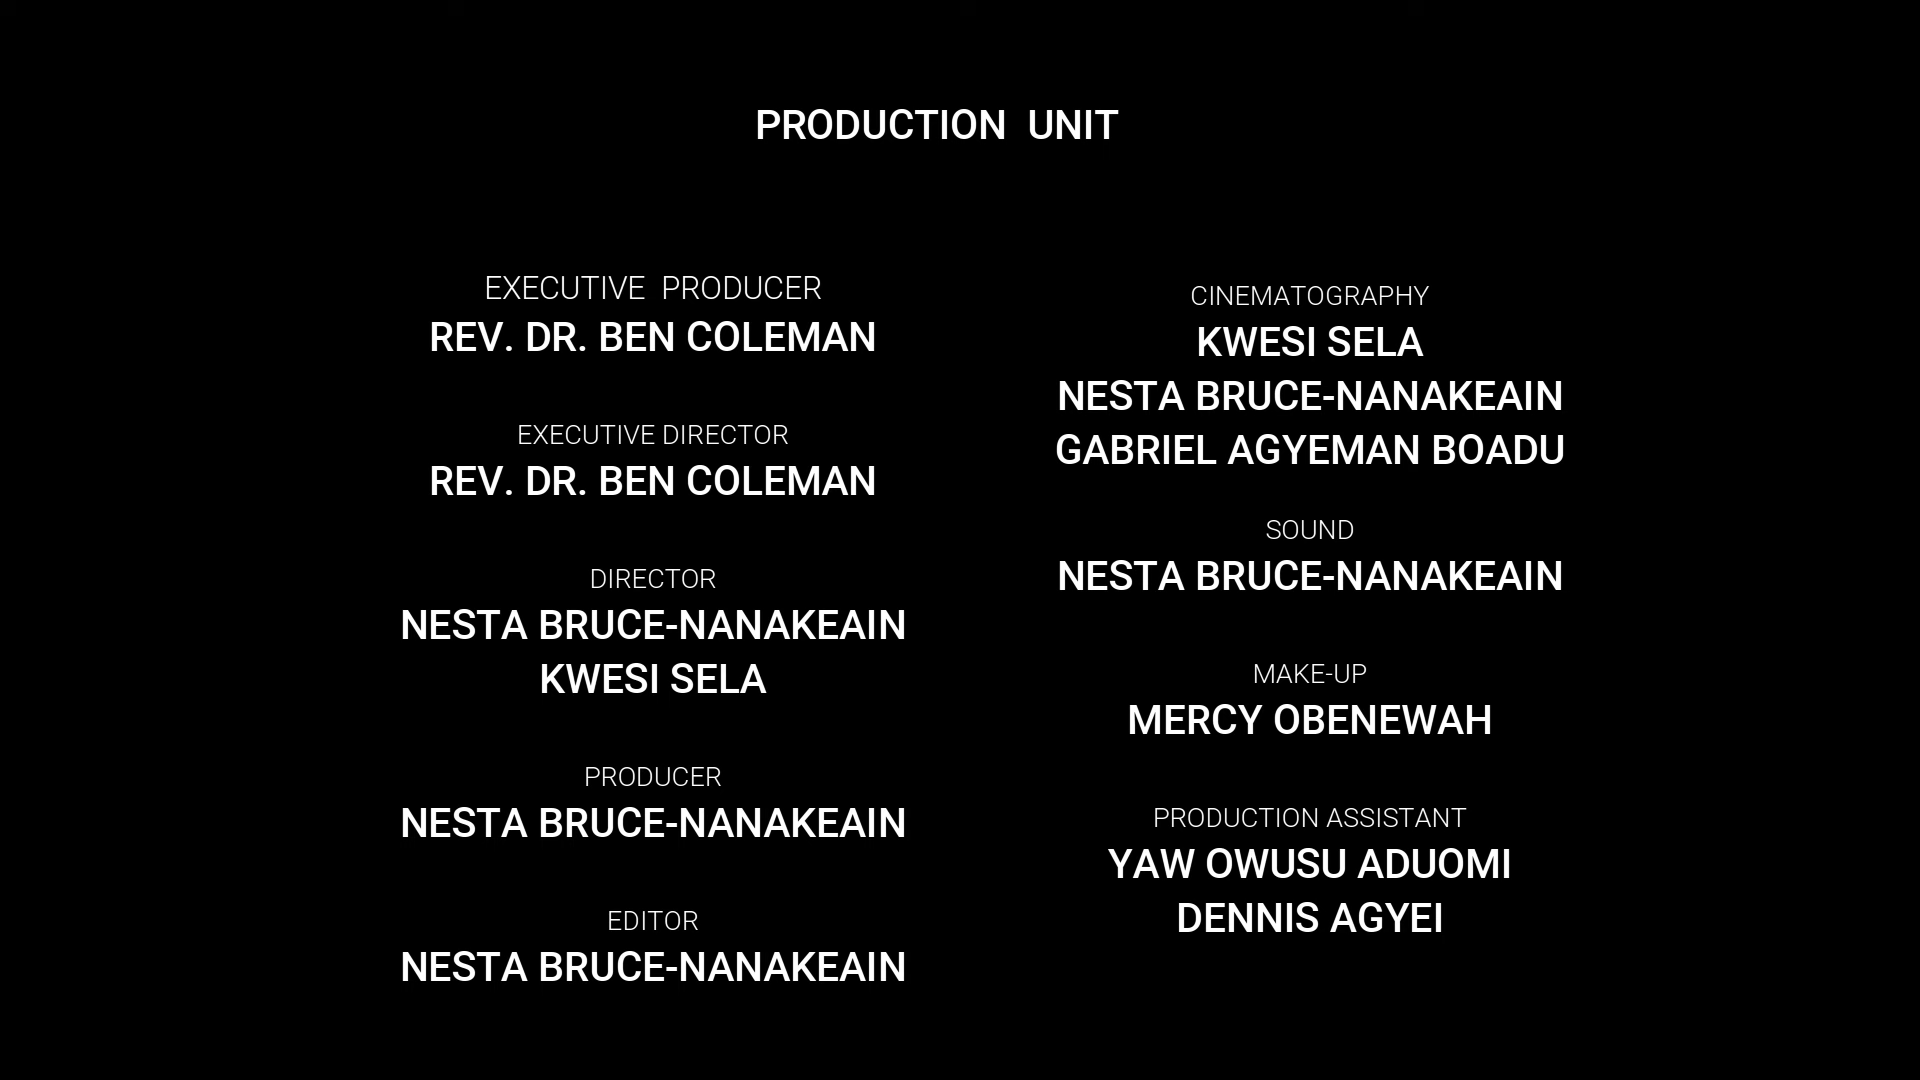 PRODUCTION UNIT
EXECUTIVE PRODUCER
REV. DR. BEN COLEMAN
EXECUTIVE DIRECTOR
REV. DR. BEN COLEMAN
DIRECTOR
NESTA BRUCE-NANAKEAIN
KWESI SELA
PRODUCER
NESTA BRUCE-NANAKEAIN
EDITOR
NESTA BRUCE-NANAKEAIN
CINEMATOGRAPHY
KWESI SELA
NESTA BRUCE-NANAKEAIN
GABRIEL AGYEMAN BOADU
SOUND
NESTA BRUCE-NANAKEAIN
MAKE-UP
MERCY OBENEWAH
PRODUCTION ASSISTANT
YAW OWUSU ADUOMI
DENNIS AGYEI